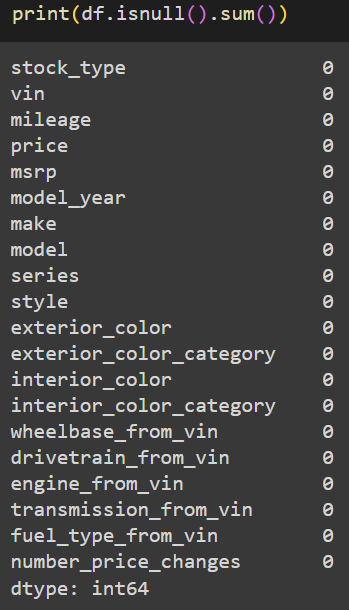 print(df.isnull().sum())
stock_type 0
vin 0
mileage 0
price 0
msrp 0
model_year 0
make 0
model 0
series 0
style 0
exterior_color 0
exterior_color_category 0
interior_color 0
interior_color_category 0
wheelbase_from_vin 0
drivetrain_from_vin 0
engine_from_vin 0
transmission_from_vin 0
fuel_type_from_vin 0
number_price_changes 0
dtype: int64